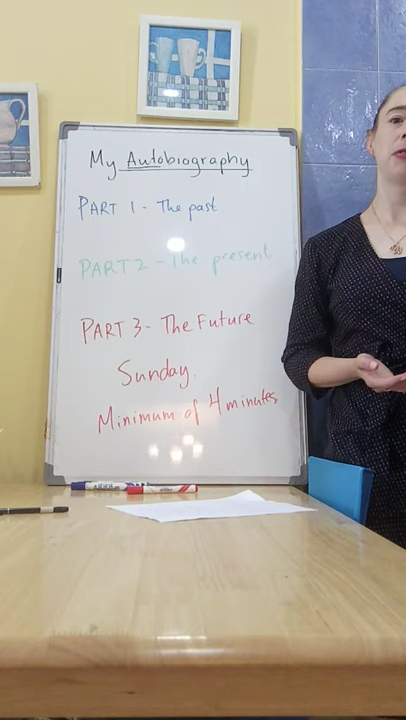 My Autobiography
PART 1 - The past
PART 2 - The present
PART 3 - The Future
Sunday.
Minimum of 4 minutes